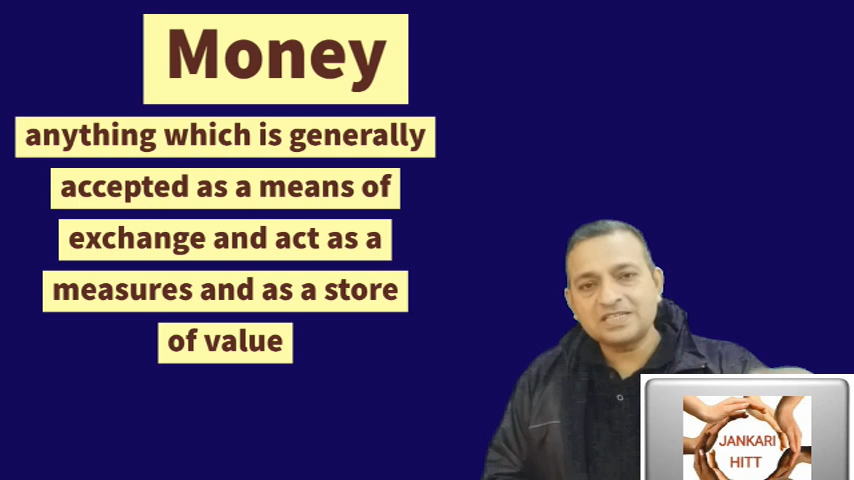 Money
anything which is generally
accepted as a means of
exchange and act as a
measures and as a store
of value
JANKARI
HITT